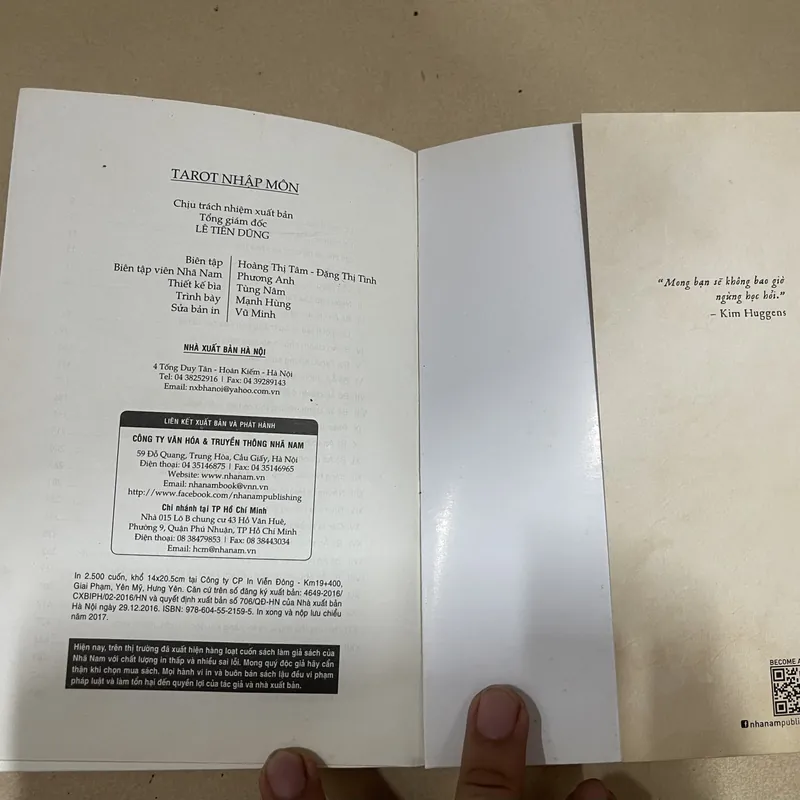 TAROT NHẬP MÔN
Chịu trách nhiệm xuất bản
Tổng giám đốc
LÊ TIẾN DŨNG
Biên tập Hoàng Thị Tâm - Đặng Thị Tình
Biên tập viên Nhã Nam Phương Anh
Thiết kế bìa Tùng Nâm
Trình bày Mạnh Hùng
Sửa bản in Vũ Minh
NHÀ XUẤT BẢN HÀ NỘI
4 Tống Duy Tân - Hoàn Kiếm - Hà Nội
Tel: 04 38252916 | Fax: 04 39289143
Email: nxbhanoi@yahoo.com.vn
LIÊN KẾT XUẤT BẢN VÀ PHÁT HÀNH
CÔNG TY VĂN HÓA & TRUYỀN THÔNG NHÃ NAM
59 Đỗ Quang, Trung Hòa, Cầu Giấy, Hà Nội
Điện thoại: 04 35146875 | Fax: 04 35146965
Website: www.nhanam.vn
Email: nhanambook@vnn.vn
http://www.facebook.com/nhanampublishing
Chi nhánh tại TP Hồ Chí Minh
Nhà 015 Lô B chung cư 43 Hồ Văn Huê,
Phường 9, Quận Phú Nhuận, TP Hồ Chí Minh
Điện thoại: 08 38479853 | Fax: 08 38443034
Email: hcm@nhanam.vn
In 2.500 cuốn, khổ 14x20.5cm tại Công ty CP In Viễn Đông - Km19+400,
Giai Phạm, Yên Mỹ, Hưng Yên. Căn cứ trên số đăng ký xuất bản: 4649-2016/
CXBIPH/02-2016/HN và quyết định xuất bản số 706/QĐ-HN của Nhà xuất bản
Hà Nội ngày 29.12.2016. ISBN: 978-604-55-2159-5. In xong và nộp lưu chiểu
năm 2017.
Hiện nay, trên thị trường đã xuất hiện hàng loạt cuốn sách làm giả sách của
Nhã Nam với chất lượng in thấp và nhiều sai lỗi. Mong quý độc giả hãy cẩn
thận khi chọn mua sách. Mọi hành vi in và buôn bán sách lậu đều vi phạm
pháp luật và làm tổn hại đến quyền lợi của tác giả và nhà xuất bản.
“Mong bạn sẽ không bao giờ
ngừng học hỏi.”
– Kim Huggens
BECOME A
nhanampubli